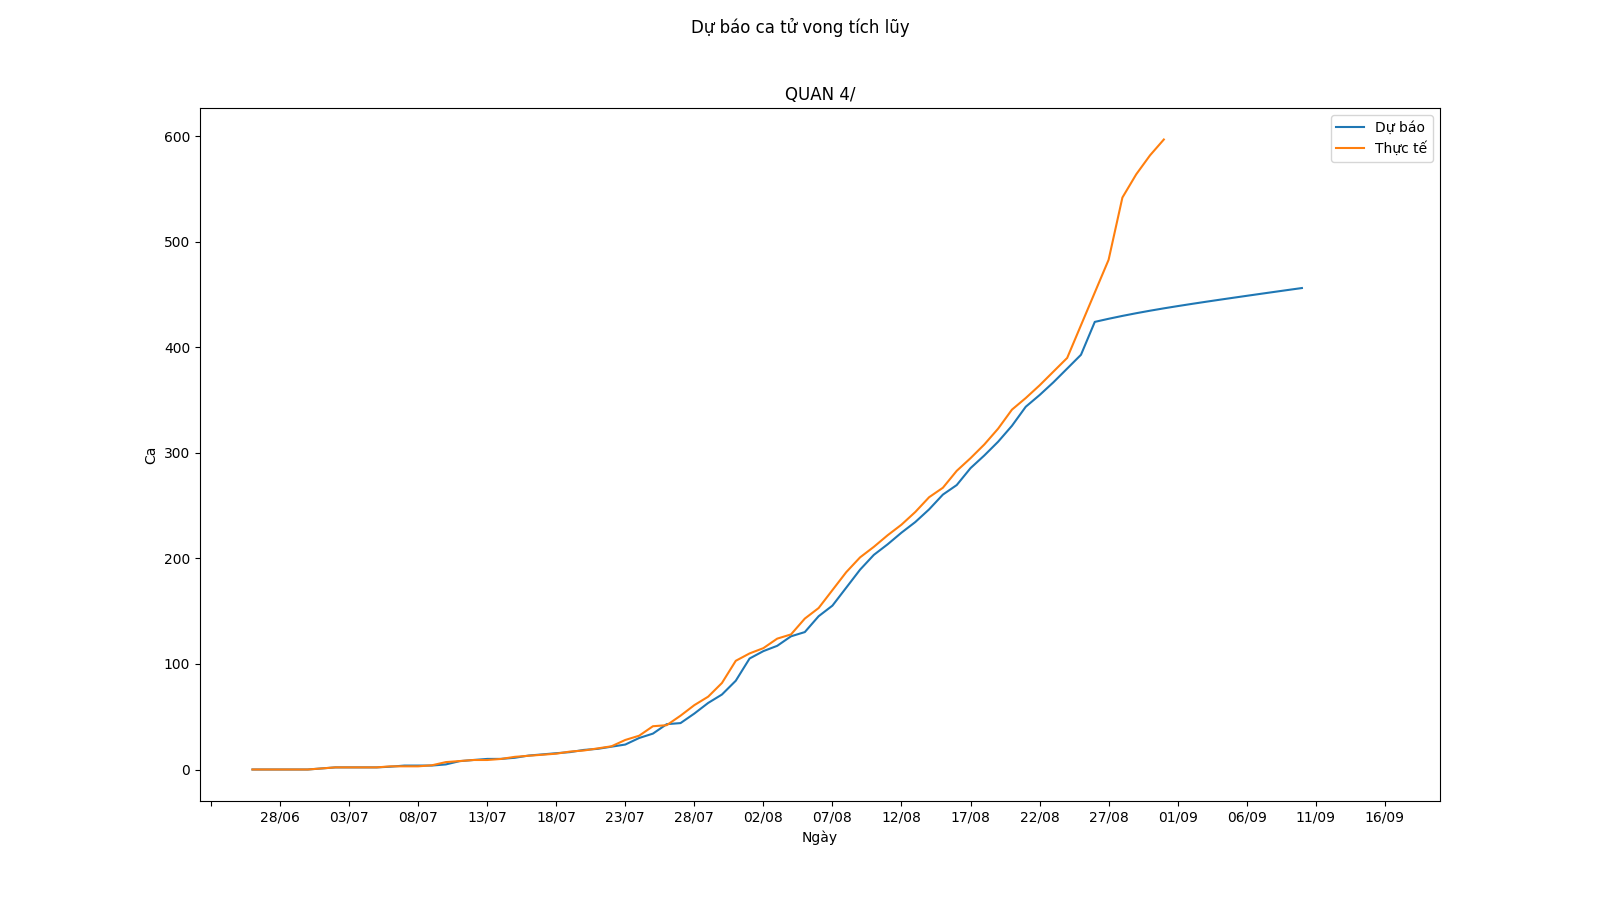 Dự báo ca tử vong tích lũy
QUAN 4/
Dự báo
Thực tế
600
500
400
300
200
100
0
Ca
28/06 03/07 08/07 13/07 18/07 23/07 28/07 02/08 07/08 12/08 17/08 22/08 27/08 01/09 06/09 11/09 16/09
Ngày